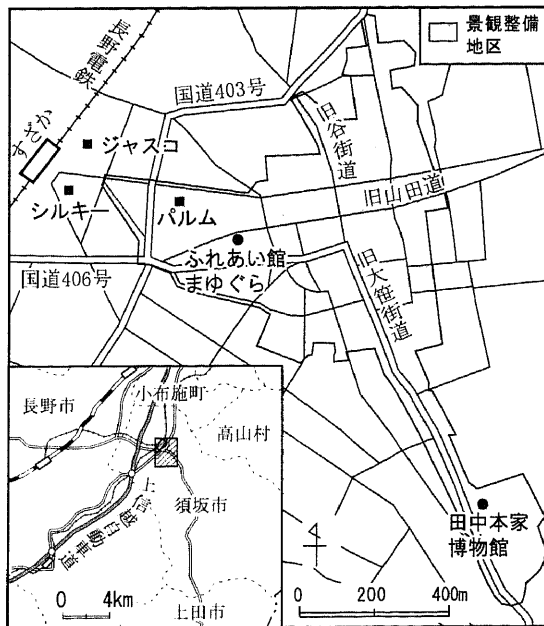 景観整備
地区
長野電鉄
すざか
国道403号
ジャスコ
旧谷街道
シルキー
パルム
旧山田道
ふれあい館
まゆぐら
国道406号
旧大笹街道
田中本家
博物館
0 200 400m
長野市
小布施町
高山村
須坂市
上信越自動車道
上田市
0 4km